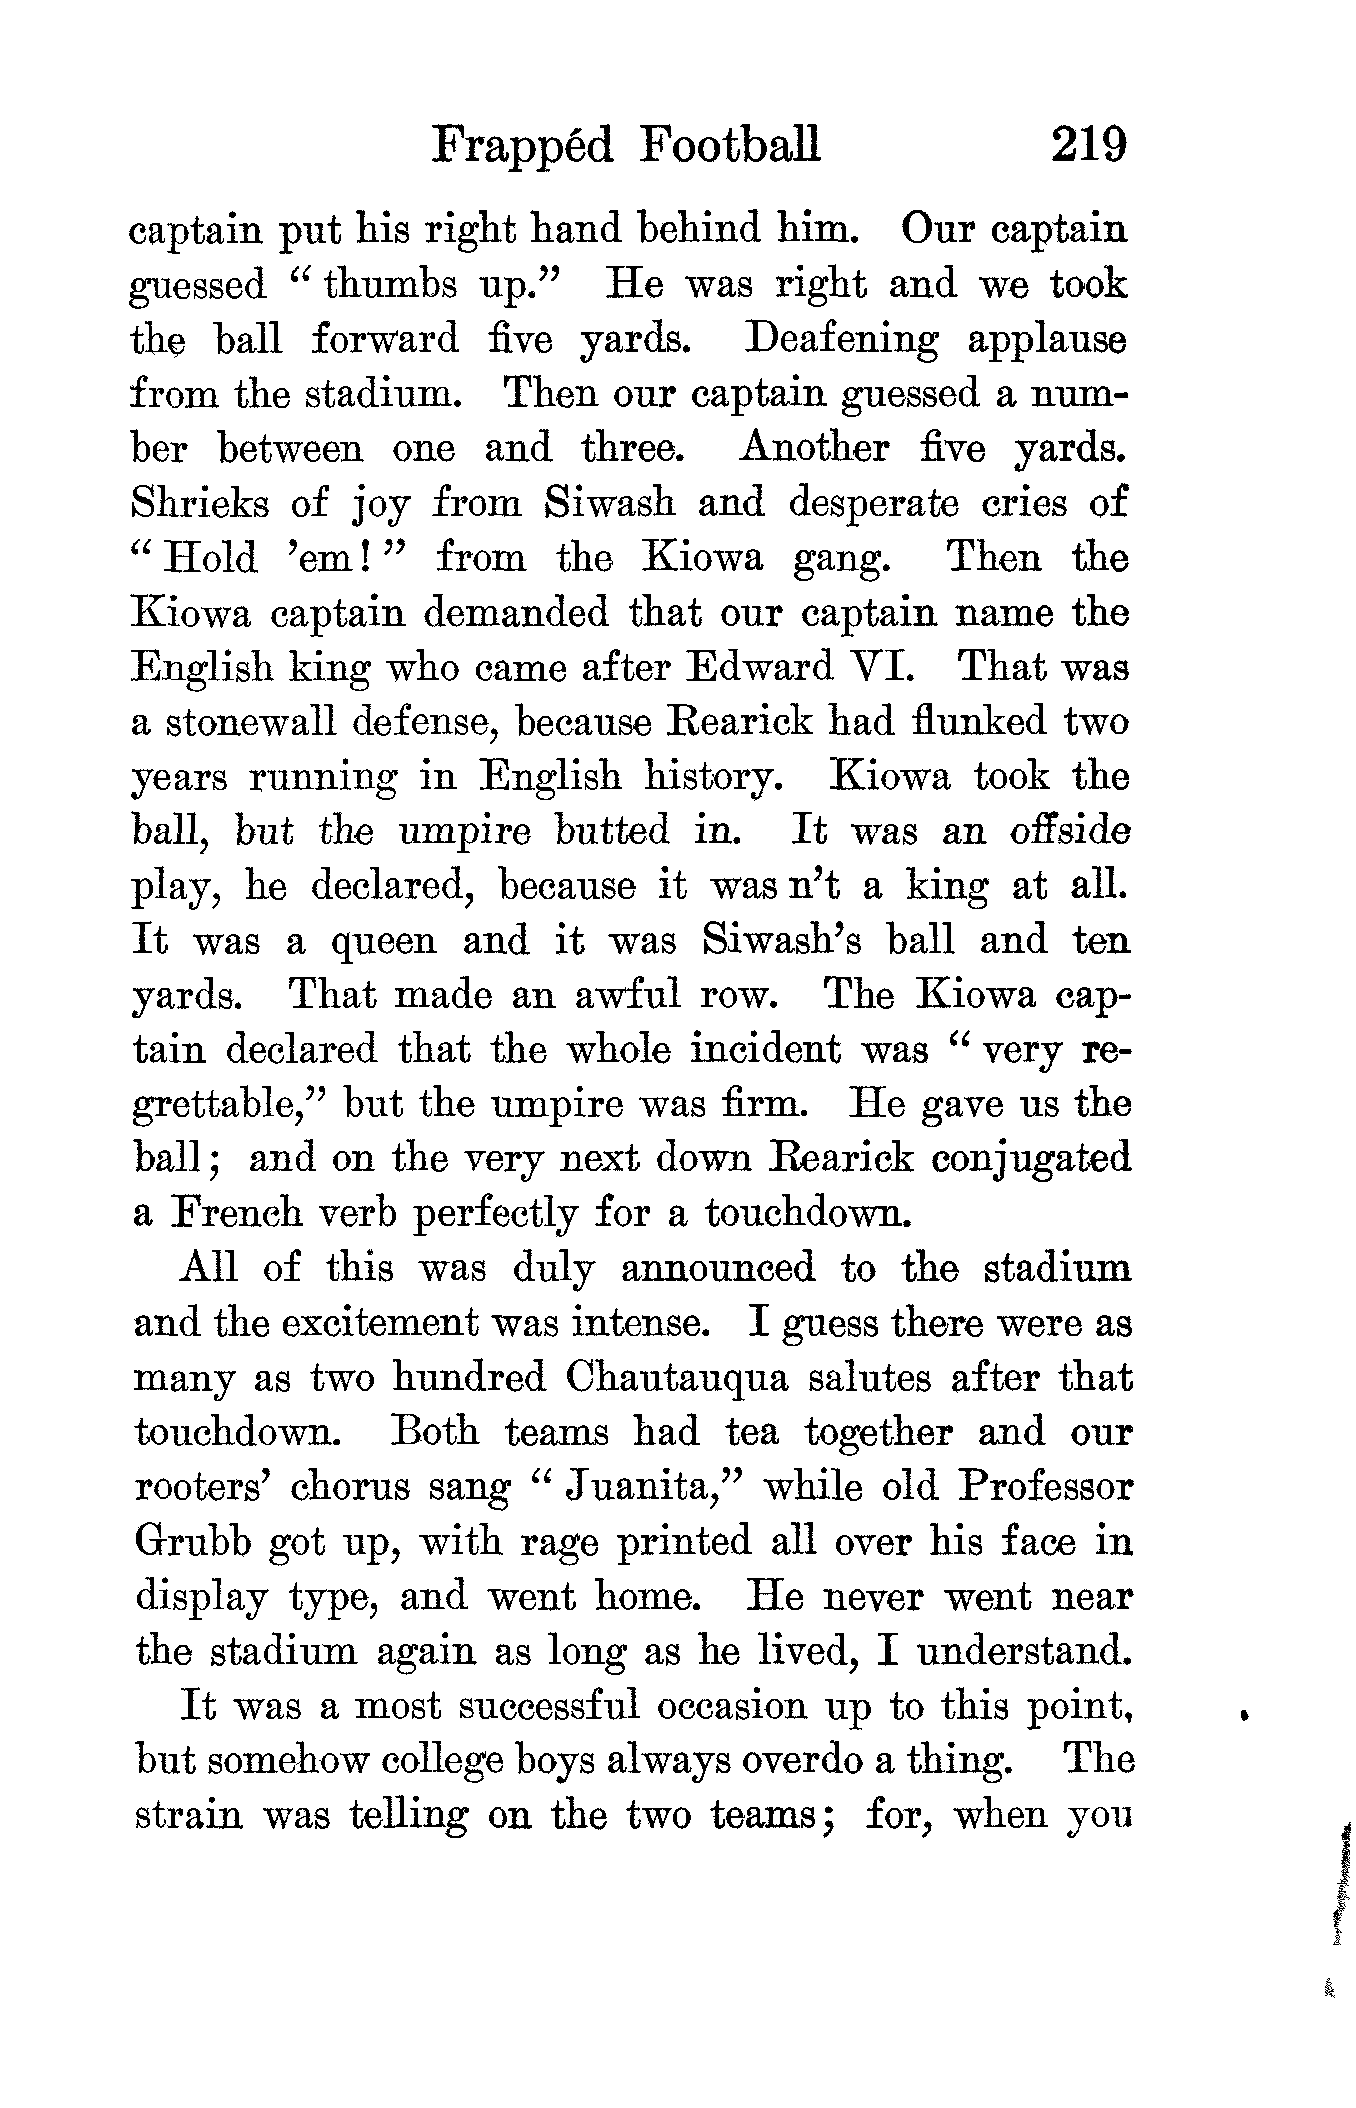 Frappéd Football 219
captain put his right hand behind him. Our captain
guessed " thumbs up." He was right and we took
the ball forward five yards. Deafening applause
from the stadium. Then our captain guessed a num-
ber between one and three. Another five yards.
Shrieks of joy from Siwash and desperate cries of
" Hold 'em! " from the Kiowa gang. Then the
Kiowa captain demanded that our captain name the
English king who came after Edward VI. That was
a stonewall defense, because Rearick had flunked two
years running in English history. Kiowa took the
ball, but the umpire butted in. It was an offside
play, he declared, because it was n't a king at all.
It was a queen and it was Siwash's ball and ten
yards. That made an awful row. The Kiowa cap-
tain declared that the whole incident was " very re-
grettable," but the umpire was firm. He gave us the
ball; and on the very next down Rearick conjugated
a French verb perfectly for a touchdown.
All of this was duly announced to the stadium
and the excitement was intense. I guess there were as
many as two hundred Chautauqua salutes after that
touchdown. Both teams had tea together and our
rooters' chorus sang " Juanita," while old Professor
Grubb got up, with rage printed all over his face in
display type, and went home. He never went near
the stadium again as long as he lived, I understand.
It was a most successful occasion up to this point,
but somehow college boys always overdo a thing. The
strain was telling on the two teams; for, when you